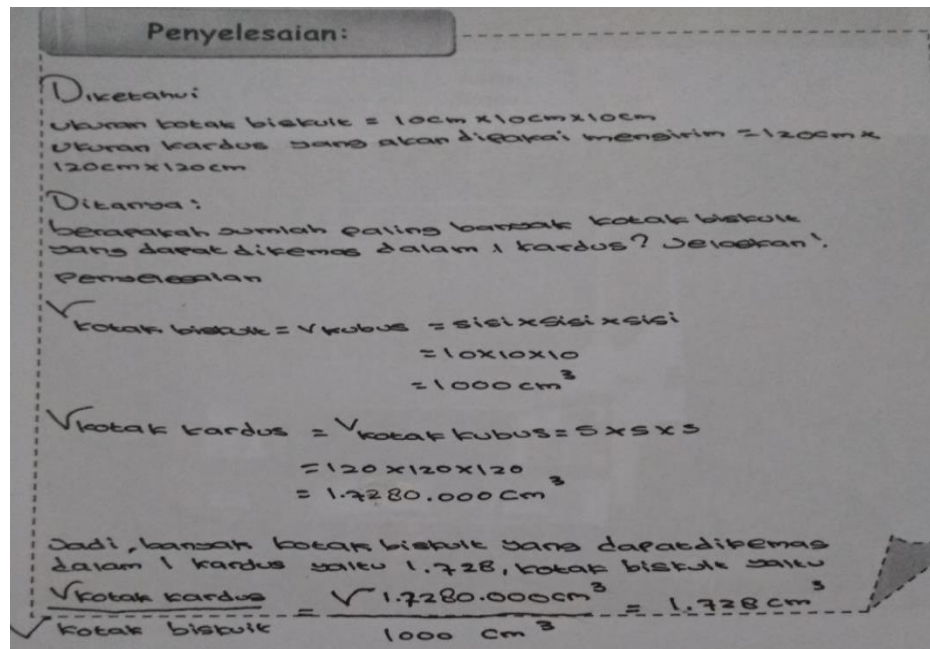 Penyelesaian:
Diketahui
ukuran kotak biskuit = 10cm x 10cm x 10cm
ukuran kardus yang akan dipakai mengirim = 120cm x
120cm x 120cm
Ditanya:
berapakah jumlah paling banyak kotak biskuit
yang dapat dikemas dalam 1 kardus? Jelaskan!.
Penyelesaian
V kotak biskuit = V kubus = sisi x sisi x sisi
= 10 x 10 x 10
= 1000 cm³
V kotak kardus = V kotak kubus = s x s x s
= 120 x 120 x 120
= 1.7280.000 cm³
Jadi, banyak kotak biskuit yang dapat dikemas
dalam 1 kardus yaitu 1.728, kotak biskuit yaitu
V kotak kardus = V 1.7280.000cm³ = 1.728 cm³
V kotak biskuit 1000 cm³